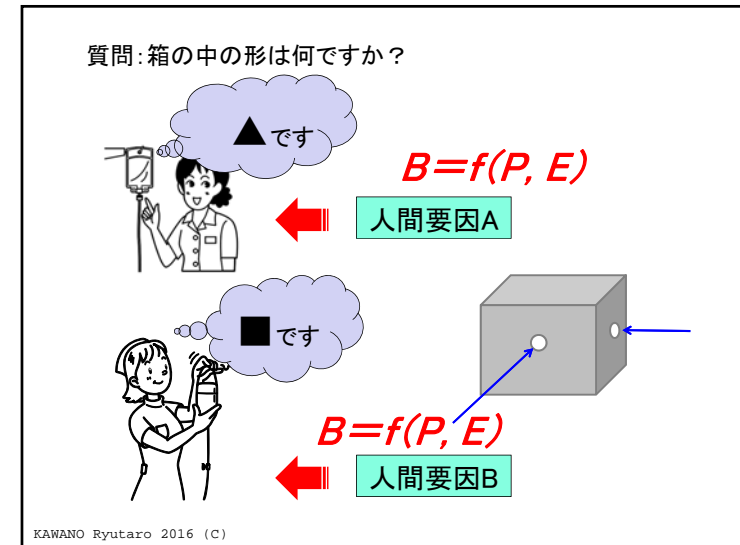 質問:箱の中の形は何ですか？
▲です
B=f(P, E)
人間要因A
■です
B=f(P, E)
人間要因B
KAWANO Ryutaro 2016 (C)